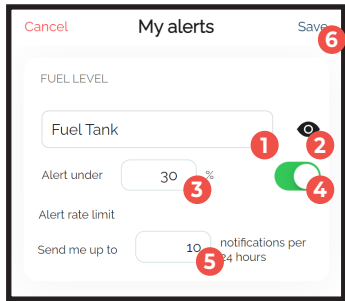 Cancel My alerts Save
6
FUEL LEVEL
Fuel Tank
1 2
Alert under 30 %
3 4
Alert rate limit
Send me up to 10 notifications per
24 hours
5